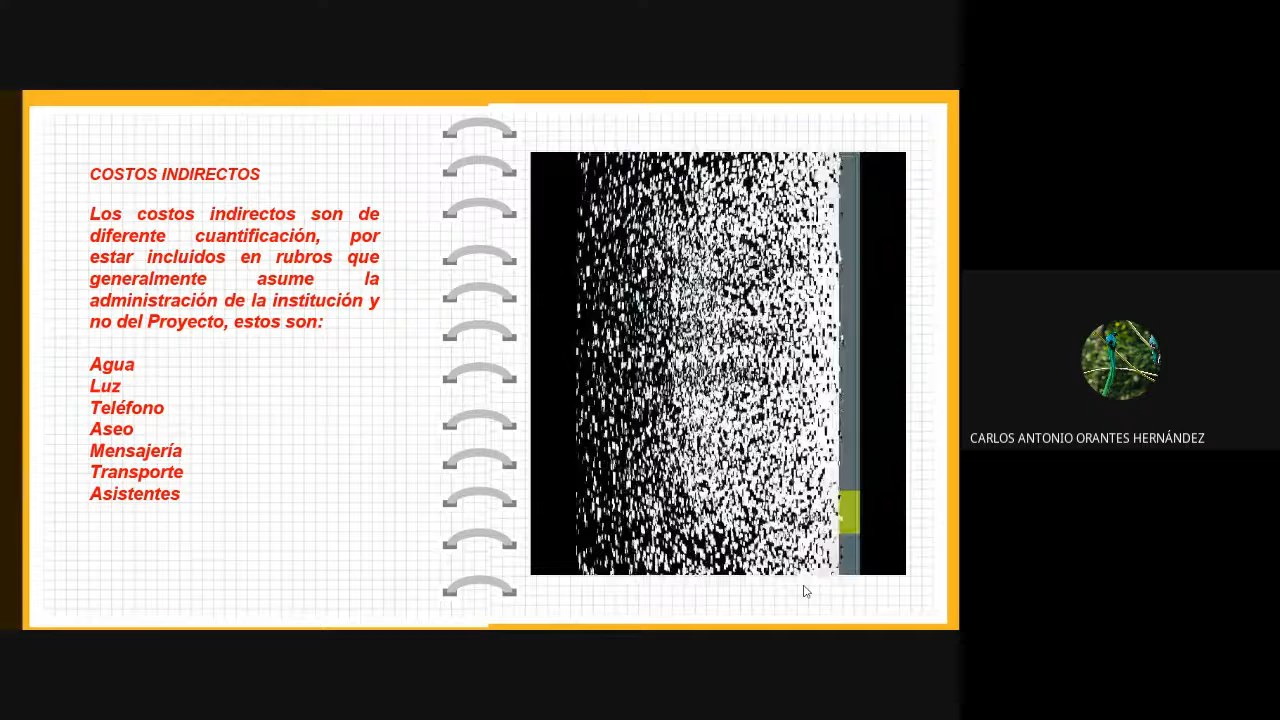 COSTOS INDIRECTOS
Los costos indirectos son de
diferente cuantificación, por
estar incluidos en rubros que
generalmente asume la
administración de la institución y
no del Proyecto, estos son:
Agua
Luz
Teléfono
Aseo
Mensajería
Transporte
Asistentes
CARLOS ANTONIO ORANTES HERNÁNDEZ